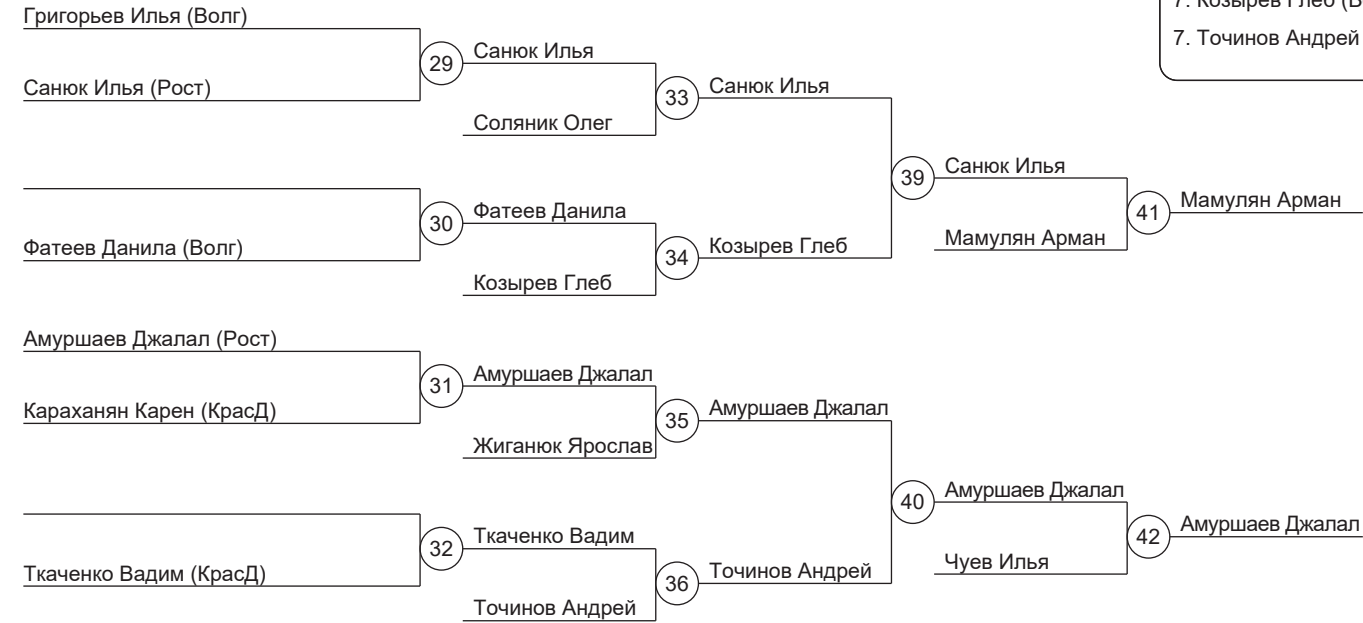 7. Козырев Глеб
Григорьев Илья (Волг)
7. Точинов Андрей
29
Санюк Илья
Санюк Илья (Рост)
33
Санюк Илья
Соляник Олег
39
Санюк Илья
30
Фатеев Данила
41
Мамулян Арман
Фатеев Данила (Волг)
34
Козырев Глеб
Мамулян Арман
Козырев Глеб
Амуршаев Джалал (Рост)
31
Амуршаев Джалал
Караханян Карен (КрасД)
35
Амуршаев Джалал
Жиганюк Ярослав
40
Амуршаев Джалал
32
Ткаченко Вадим
42
Амуршаев Джалал
Ткаченко Вадим (КрасД)
36
Точинов Андрей
Чуев Илья
Точинов Андрей